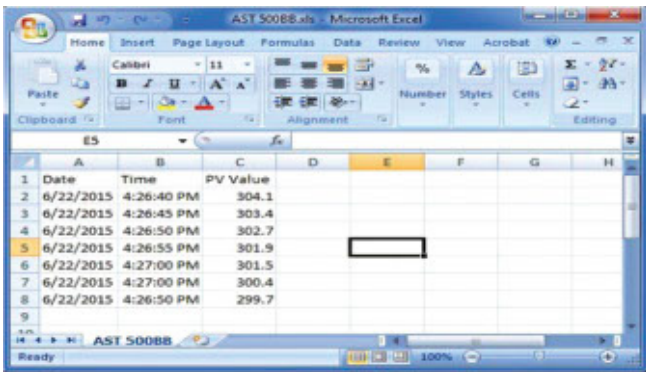 AST 500BB.xls - Microsoft Excel
Home Insert Page Layout Formulas Data Review View Acrobat
Calibri 11
Paste
B I U A A
% Number Styles Cells
Clipboard Font Alignment Editing
E5 fx
A B C D E F G H
1 Date Time PV Value
2 6/22/2015 4:26:40 PM 304.1
3 6/22/2015 4:26:45 PM 303.4
4 6/22/2015 4:26:50 PM 302.7
5 6/22/2015 4:26:55 PM 301.9
6 6/22/2015 4:27:00 PM 301.5
7 6/22/2015 4:27:00 PM 300.4
8 6/22/2015 4:26:50 PM 299.7
9
AST 500BB
Ready 100%